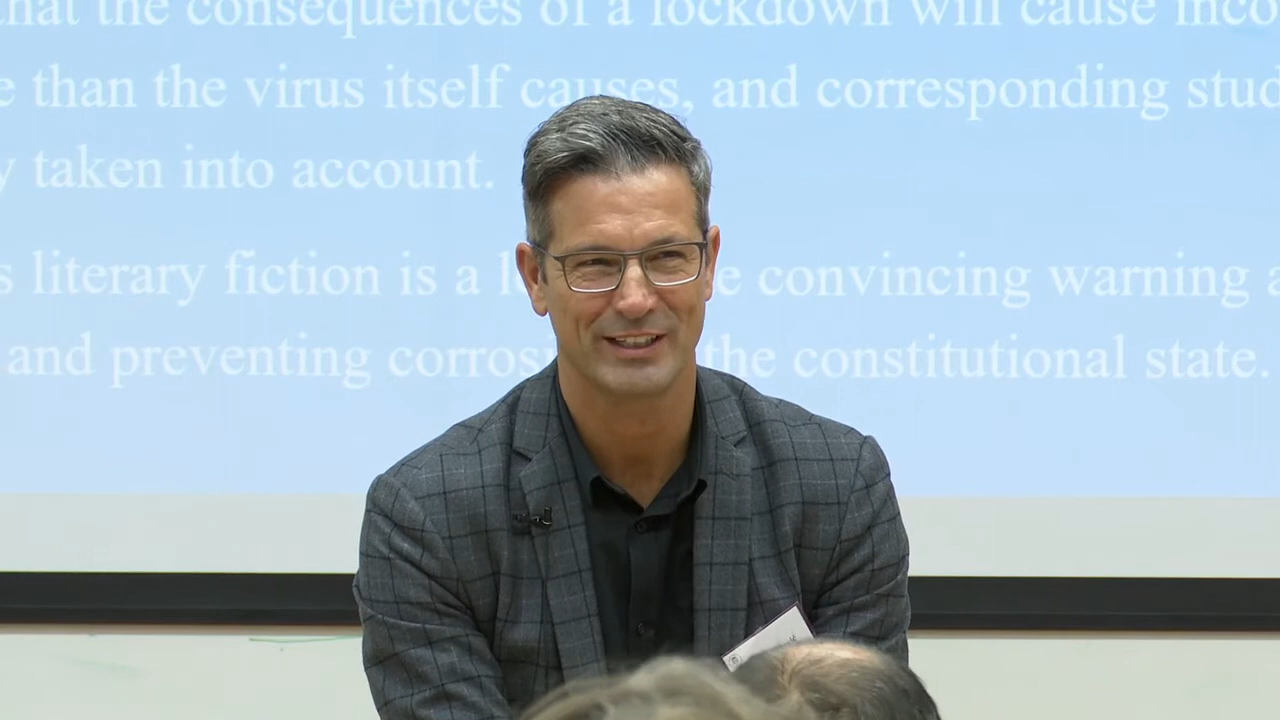 that the consequences of a lockdown will cause
than the virus itself causes, and corresponding
taken into account.
literary fiction is a convincing warning
and preventing the constitutional state.